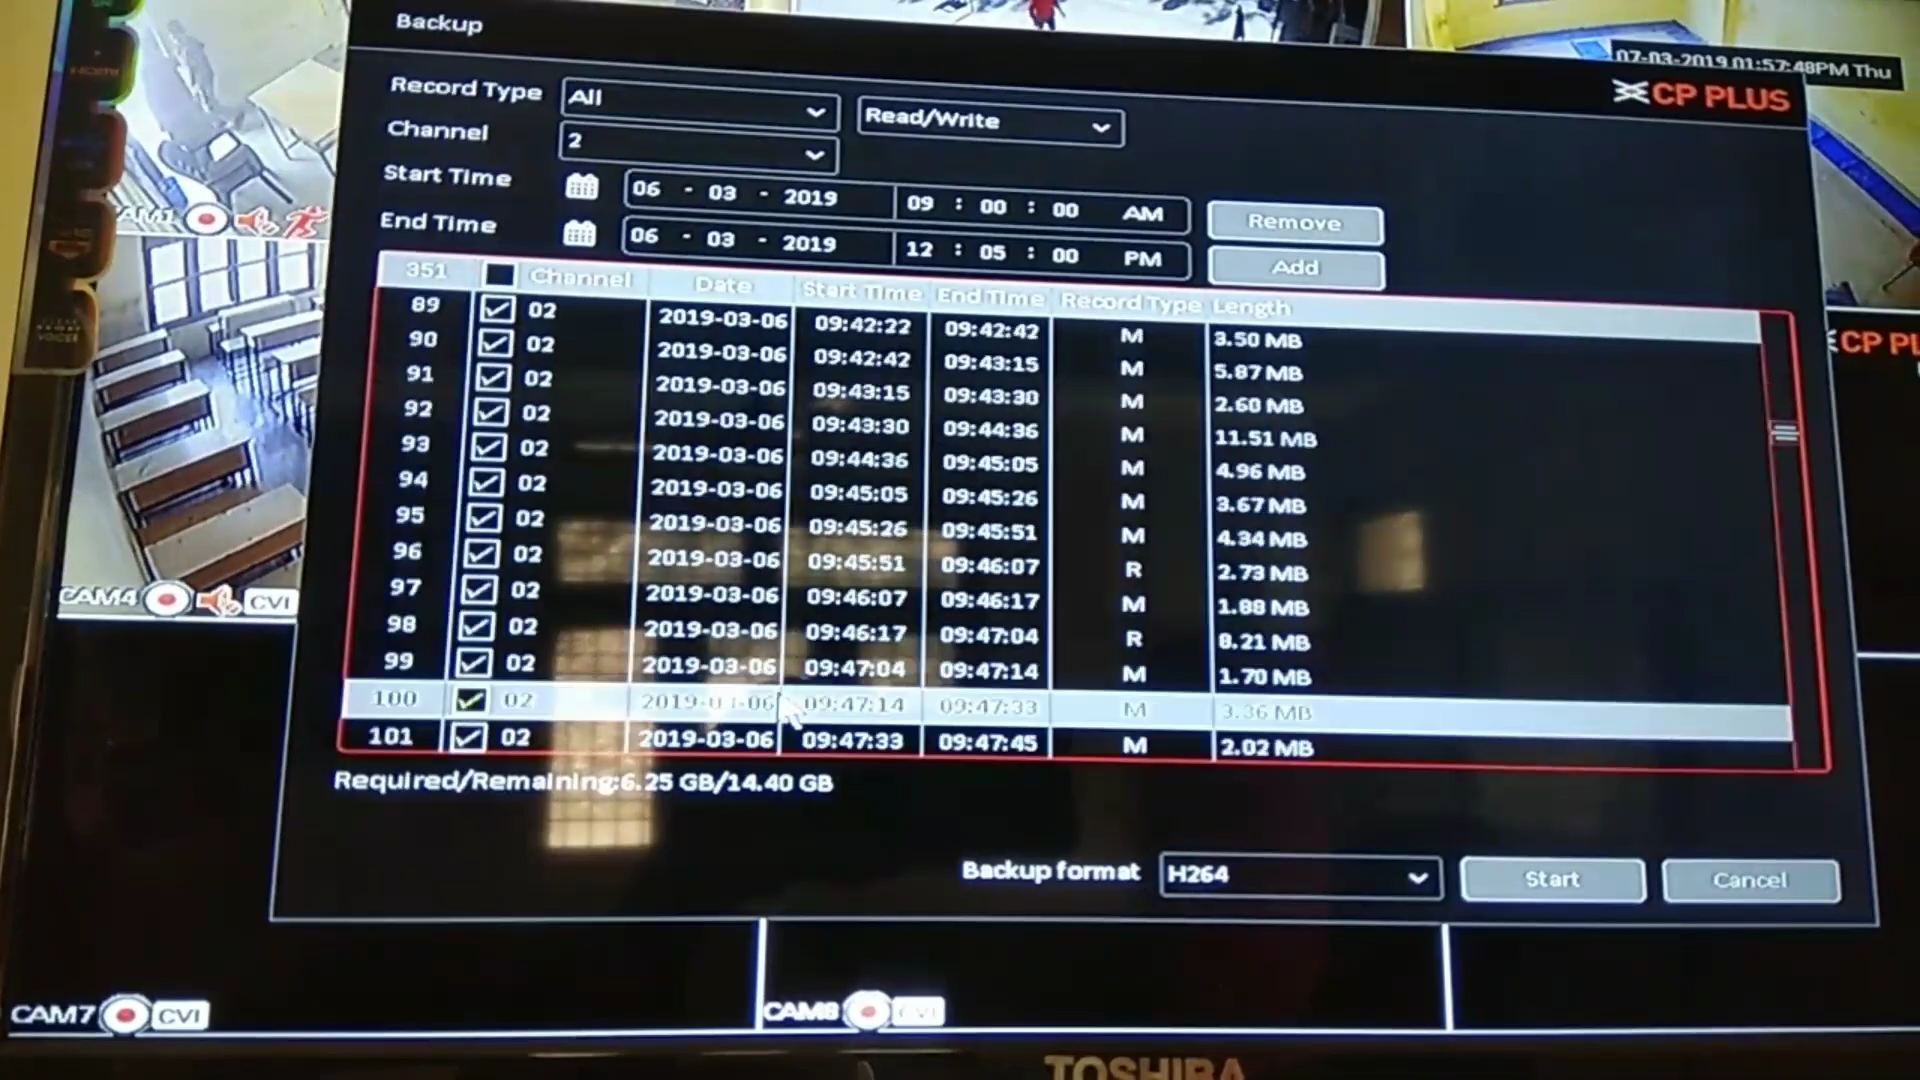 Backup
07-03-2019 01:57:48PM Thu
CP PLUS
Record Type All Read/Write
Channel 2
Start Time 06 - 03 - 2019 09 : 00 : 00 AM Remove
End Time 06 - 03 - 2019 12 : 05 : 00 PM Add
351 Channel Date Start Time End Time Record Type Length
89 02 2019-03-06 09:42:22 09:42:42 M 3.50 MB
90 02 2019-03-06 09:42:42 09:43:15 M 5.87 MB
91 02 2019-03-06 09:43:15 09:43:30 M 2.60 MB
92 02 2019-03-06 09:43:30 09:44:36 M 11.51 MB
93 02 2019-03-06 09:44:36 09:45:05 M 4.96 MB
94 02 2019-03-06 09:45:05 09:45:26 M 3.67 MB
95 02 2019-03-06 09:45:26 09:45:51 M 4.34 MB
96 02 2019-03-06 09:45:51 09:46:07 R 2.73 MB
97 02 2019-03-06 09:46:07 09:46:17 M 1.88 MB
98 02 2019-03-06 09:46:17 09:47:04 R 8.21 MB
99 02 2019-03-06 09:47:04 09:47:14 M 1.70 MB
100 02 2019-03-06 09:47:14 09:47:33 M 3.36 MB
101 02 2019-03-06 09:47:33 09:47:45 M 2.02 MB
Required/Remaining:6.25 GB/14.40 GB
Backup format H264 Start Cancel
CAM1
CAM4 CVI
CP PL
CAM7 CVI
CAM8 CVI
TOSHIBA